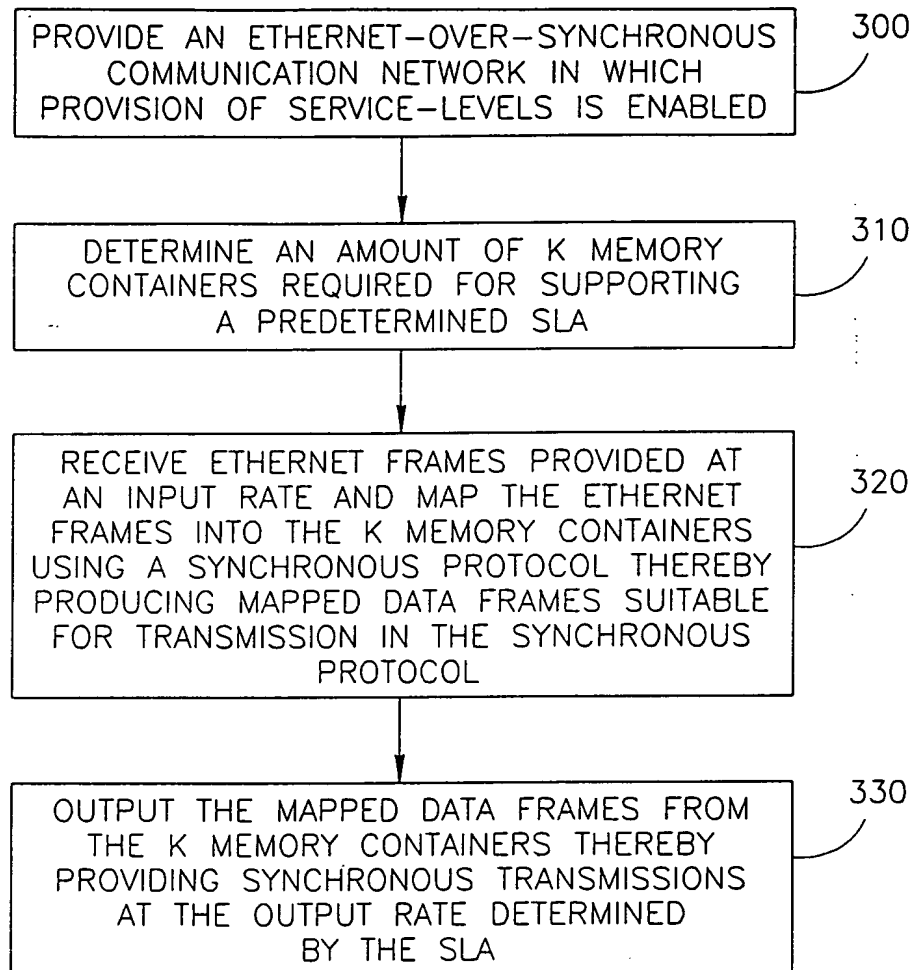 PROVIDE AN ETHERNET-OVER-SYNCHRONOUS
COMMUNICATION NETWORK IN WHICH
PROVISION OF SERVICE-LEVELS IS ENABLED
300
DETERMINE AN AMOUNT OF K MEMORY
CONTAINERS REQUIRED FOR SUPPORTING
A PREDETERMINED SLA
310
RECEIVE ETHERNET FRAMES PROVIDED AT
AN INPUT RATE AND MAP THE ETHERNET
FRAMES INTO THE K MEMORY CONTAINERS
USING A SYNCHRONOUS PROTOCOL THEREBY
PRODUCING MAPPED DATA FRAMES SUITABLE
FOR TRANSMISSION IN THE SYNCHRONOUS
PROTOCOL
320
OUTPUT THE MAPPED DATA FRAMES FROM
THE K MEMORY CONTAINERS THEREBY
PROVIDING SYNCHRONOUS TRANSMISSIONS
AT THE OUTPUT RATE DETERMINED
BY THE SLA
330